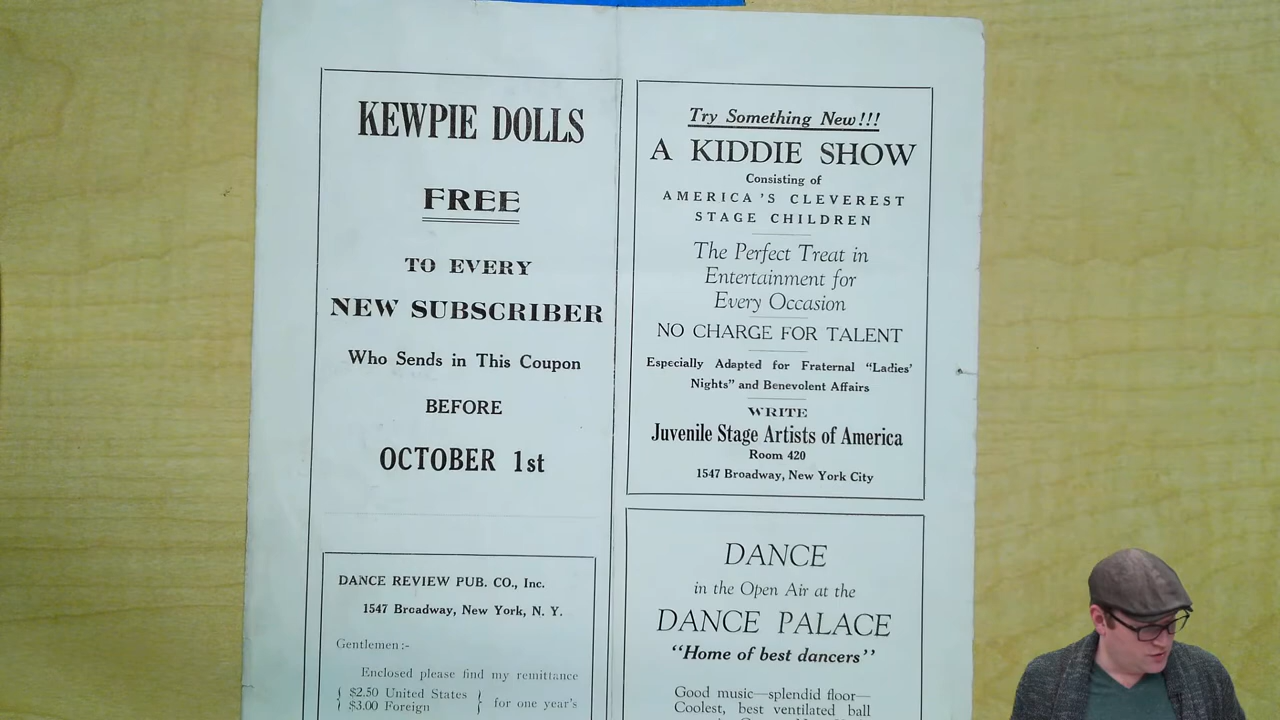 KEWPIE DOLLS
FREE
TO EVERY
NEW SUBSCRIBER
Who Sends in This Coupon
BEFORE
OCTOBER 1st
DANCE REVIEW PUB. CO., Inc.
1547 Broadway, New York, N. Y.
Gentlemen:-
Enclosed please find my remittance
{ $2.50 United States }
{ $3.00 Foreign } for one year's
Try Something New!!!
A KIDDIE SHOW
Consisting of
AMERICA'S CLEVEREST
STAGE CHILDREN
The Perfect Treat in
Entertainment for
Every Occasion
NO CHARGE FOR TALENT
Especially Adapted for Fraternal "Ladies'
Nights" and Benevolent Affairs
WRITE
Juvenile Stage Artists of America
Room 420
1547 Broadway, New York City
DANCE
in the Open Air at the
DANCE PALACE
"Home of best dancers"
Good music—splendid floor—
Coolest, best ventilated ball